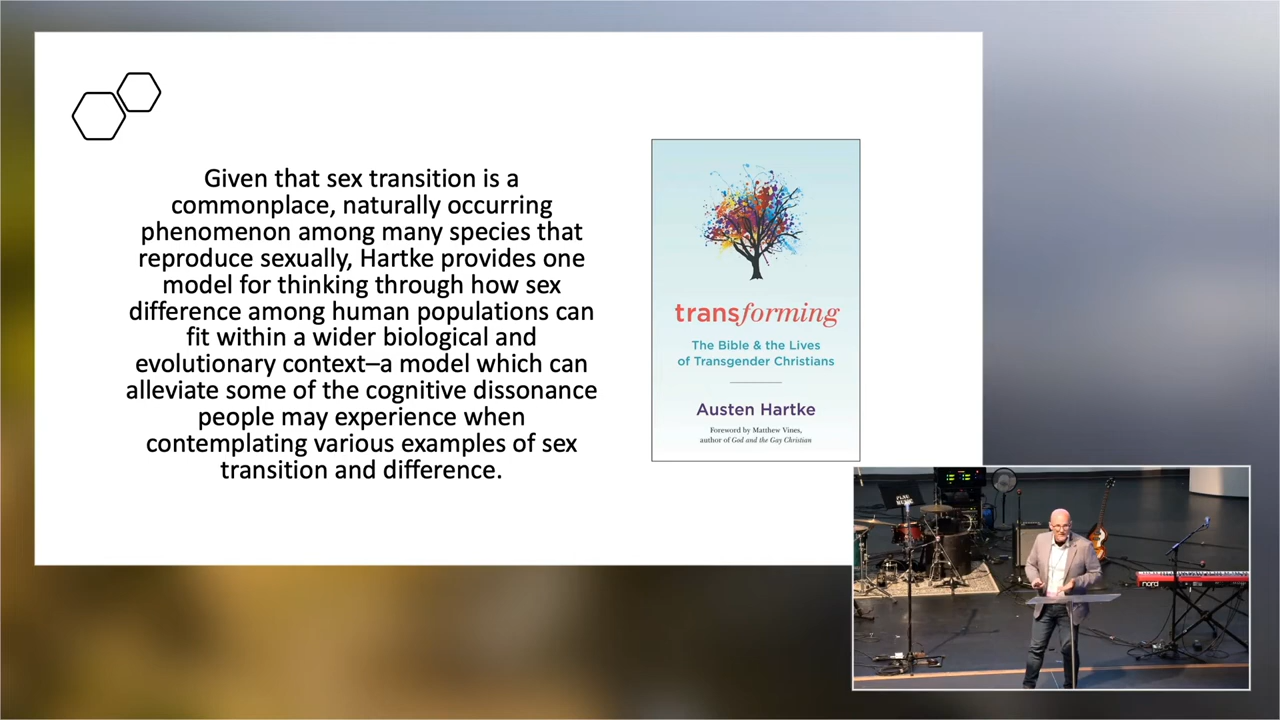 Given that sex transition is a
commonplace, naturally occurring
phenomenon among many species that
reproduce sexually, Hartke provides one
model for thinking through how sex
difference among human populations can
fit within a wider biological and
evolutionary context–a model which can
alleviate some of the cognitive dissonance
people may experience when
contemplating various examples of sex
transition and difference.
transforming
The Bible & the Lives
of Transgender Christians
Austen Hartke
Foreword by Matthew Vines,
author of God and the Gay Christian
nord